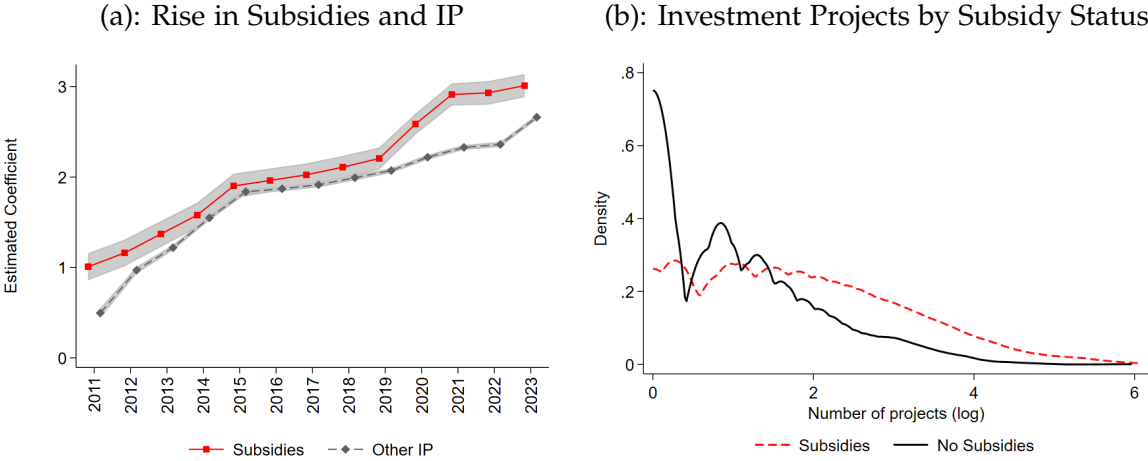 (a): Rise in Subsidies and IP
Estimated Coefficient
3
2
1
0
2011 2012 2013 2014 2015 2016 2017 2018 2019 2020 2021 2022 2023
Subsidies Other IP
(b): Investment Projects by Subsidy Status
Density
.8
.6
.4
.2
0
0 2 4 6
Number of projects (log)
Subsidies No Subsidies